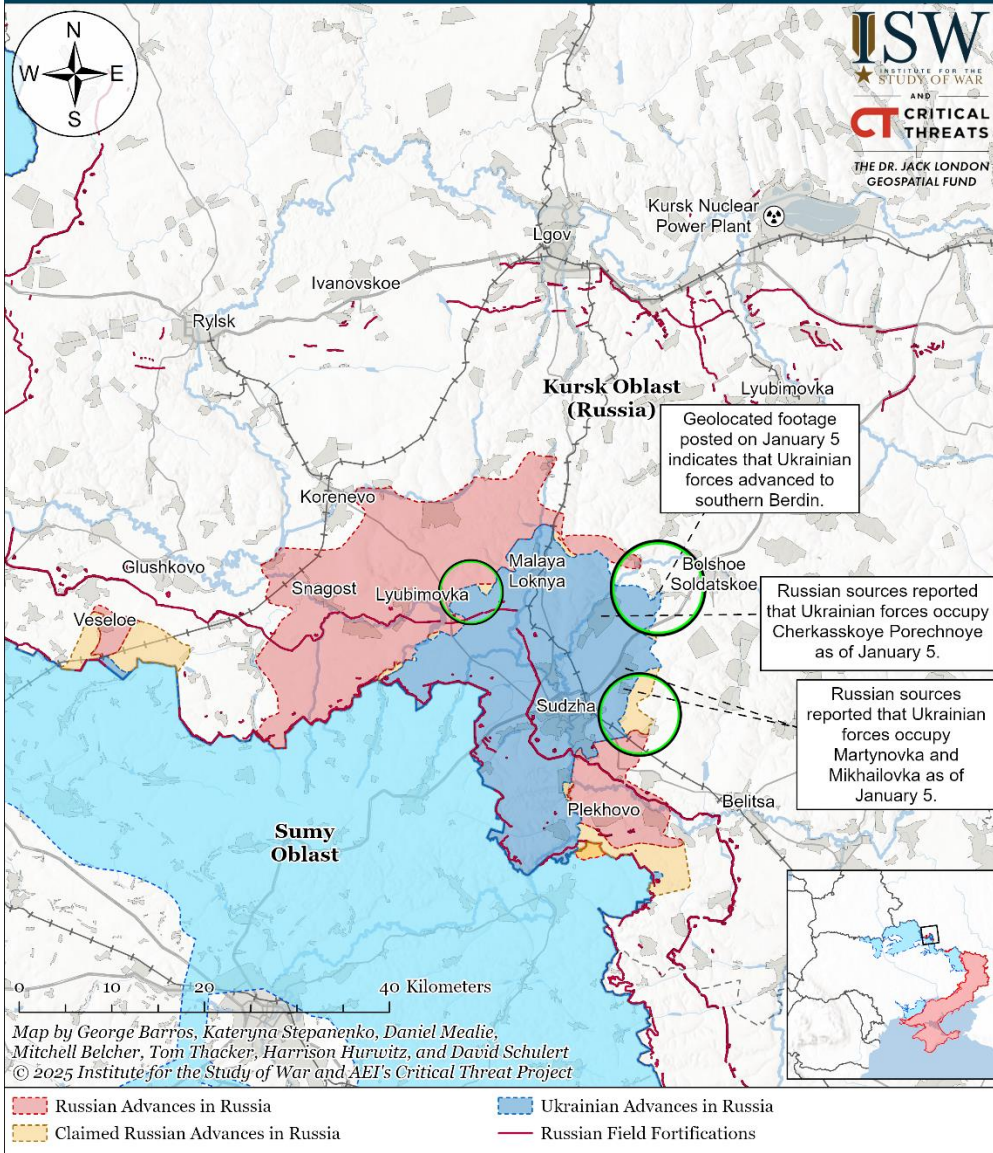 N
W E
S
ISW
INSTITUTE FOR THE
STUDY OF WAR
AND
CT CRITICAL
THREATS
THE DR. JACK LONDON
GEOSPATIAL FUND
Kursk Nuclear
Power Plant
Lgov
Ivanovskoe
Rylsk
Kursk Oblast
(Russia)
Lyubimovka
Geolocated footage
posted on January 5
indicates that Ukrainian
forces advanced to
southern Berdin.
Korenevo
Malaya
Loknya
Bolshoe
Soldatskoe
Glushkovo
Snagost
Lyubimovka
Russian sources reported
that Ukrainian forces occupy
Cherkasskoye Porechnoye
as of January 5.
Veseloe
Sudzha
Russian sources
reported that Ukrainian
forces occupy
Martynovka and
Mikhailovka as of
January 5.
Plekhovo
Belitsa
Sumy
Oblast
0 20 40 Kilometers
Map by George Barros, Kateryna Stepanenko, Daniel Mealie,
Mitchell Belcher, Tom Thacker, Harrison Hurwitz, and David Schulert
© 2025 Institute for the Study of War and AEI's Critical Threat Project
Russian Advances in Russia
Ukrainian Advances in Russia
Claimed Russian Advances in Russia
Russian Field Fortifications